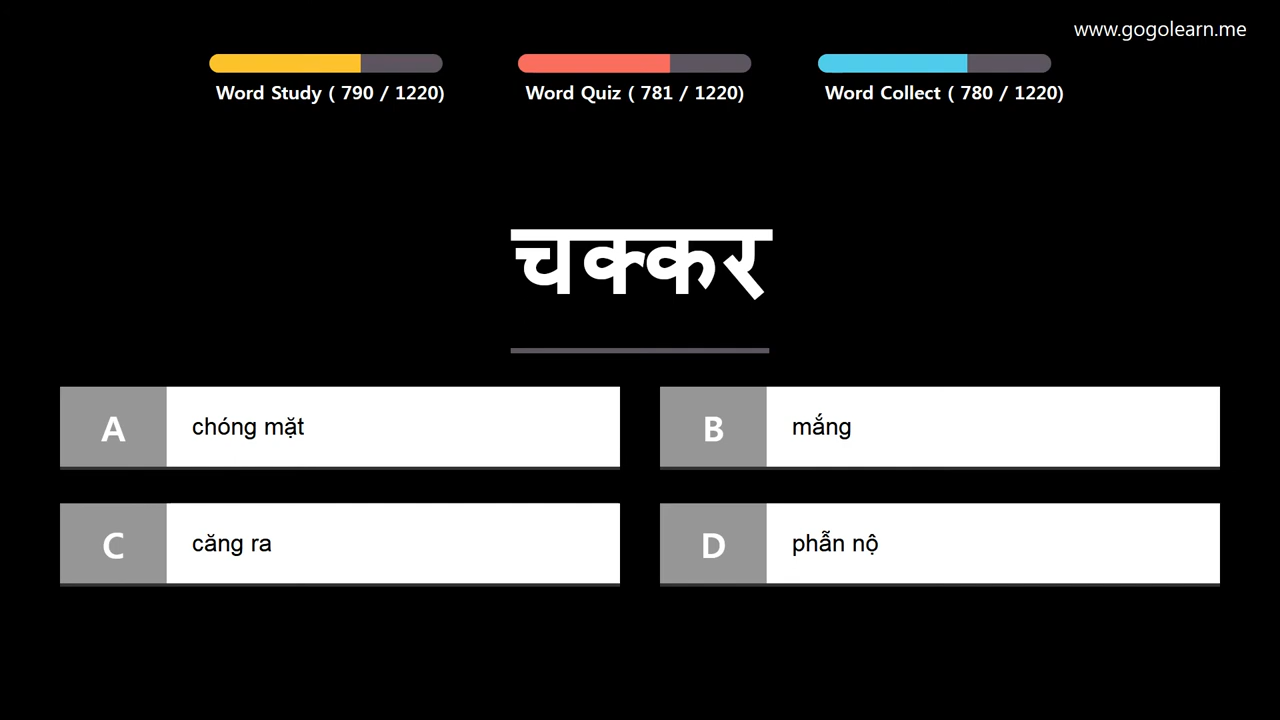 www.gogolearn.me
Word Study ( 790 / 1220)
Word Quiz ( 781 / 1220)
Word Collect ( 780 / 1220)
चक्कर
A
chóng mặt
B
mắng
C
căng ra
D
phẫn nộ